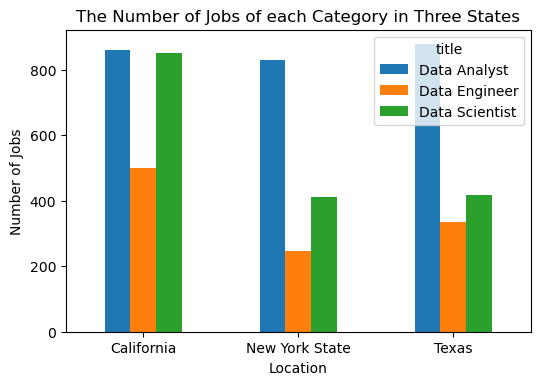 The Number of Jobs of each Category in Three States
title
Data Analyst
Data Engineer
Data Scientist
Number of Jobs
800
600
400
200
0
California
New York State
Texas
Location